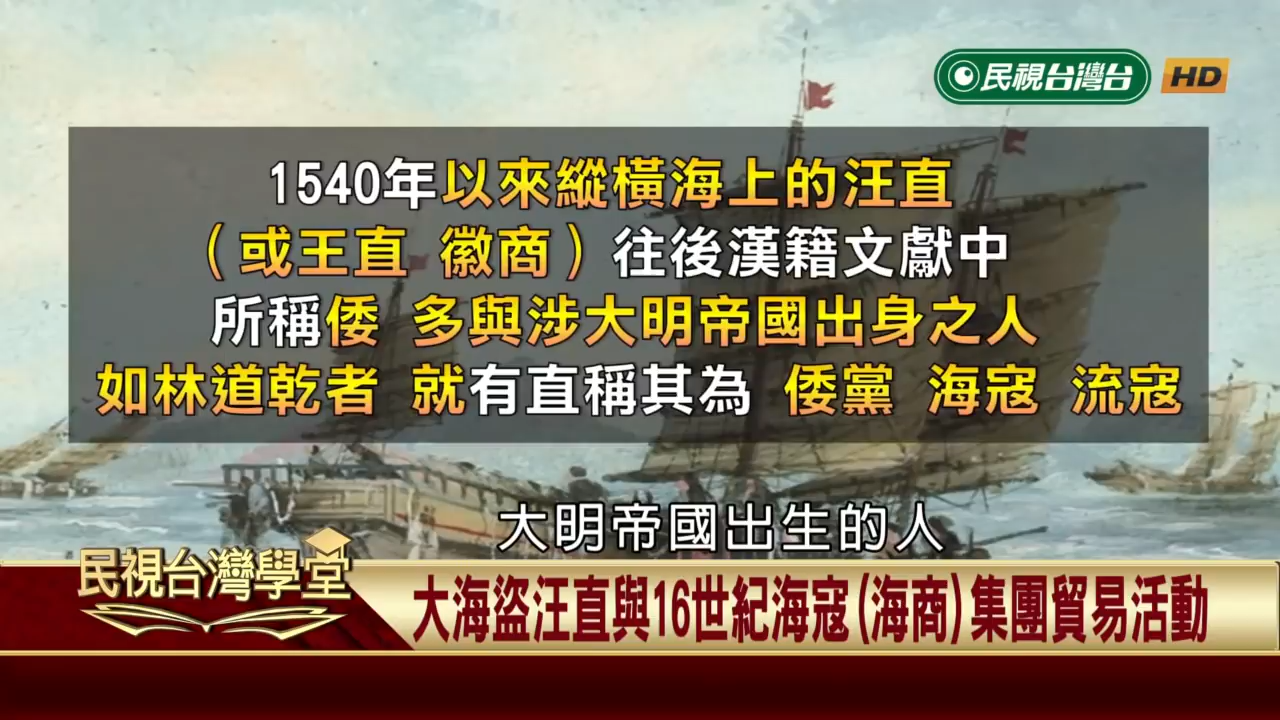 民視台灣台 HD
1540年以來縱橫海上的汪直
（或王直 徽商）往後漢籍文獻中
所稱倭 多與涉大明帝國出身之人
如林道乾者 就有直稱其為 倭黨 海寇 流寇
大明帝國出生的人
民視台灣學堂
大海盜汪直與16世紀海寇(海商)集團貿易活動